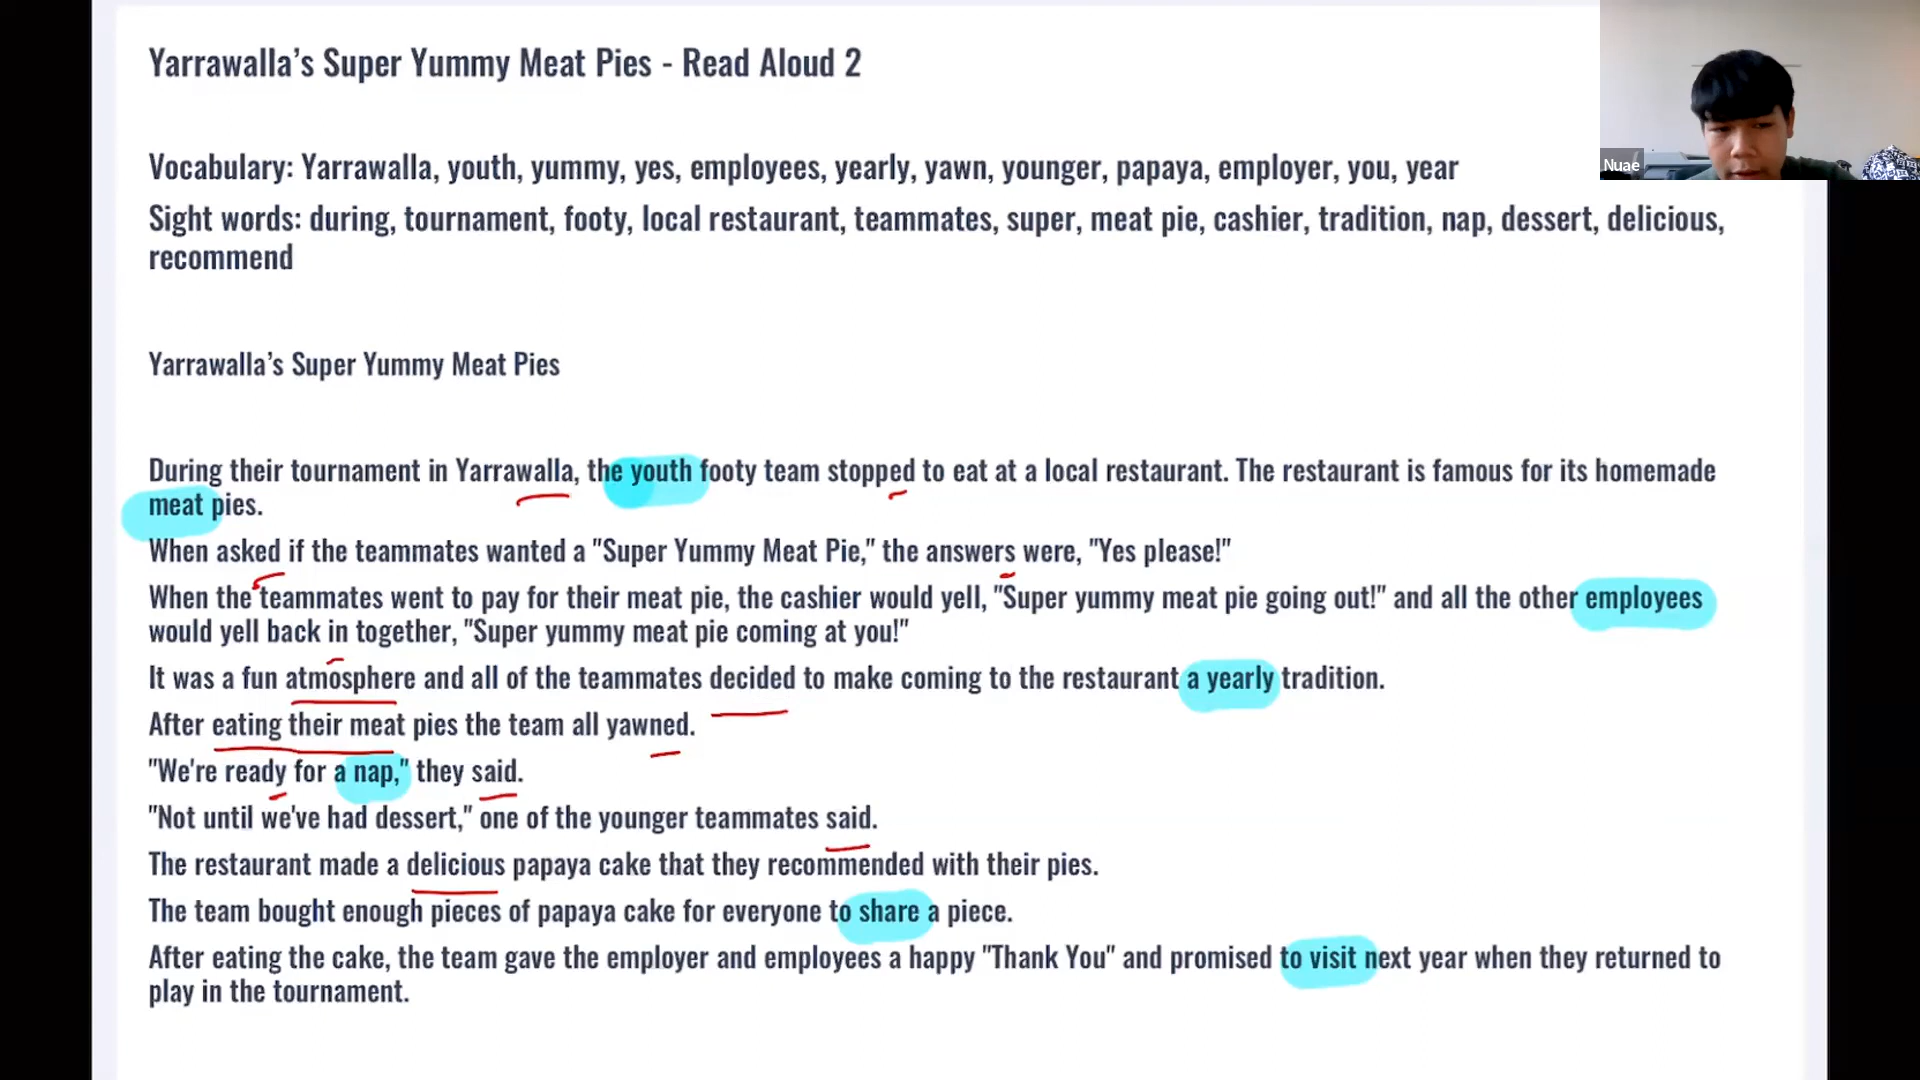 Yarrawalla’s Super Yummy Meat Pies - Read Aloud 2
Nuae
Vocabulary: Yarrawalla, youth, yummy, yes, employees, yearly, yawn, younger, papaya, employer, you, year
Sight words: during, tournament, footy, local restaurant, teammates, super, meat pie, cashier, tradition, nap, dessert, delicious,
recommend
Yarrawalla’s Super Yummy Meat Pies
During their tournament in Yarrawalla, the youth footy team stopped to eat at a local restaurant. The restaurant is famous for its homemade
meat pies.
When asked if the teammates wanted a "Super Yummy Meat Pie," the answers were, "Yes please!"
When the teammates went to pay for their meat pie, the cashier would yell, "Super yummy meat pie going out!" and all the other employees
would yell back in together, "Super yummy meat pie coming at you!"
It was a fun atmosphere and all of the teammates decided to make coming to the restaurant a yearly tradition.
After eating their meat pies the team all yawned.
"We're ready for a nap," they said.
"Not until we've had dessert," one of the younger teammates said.
The restaurant made a delicious papaya cake that they recommended with their pies.
The team bought enough pieces of papaya cake for everyone to share a piece.
After eating the cake, the team gave the employer and employees a happy "Thank You" and promised to visit next year when they returned to
play in the tournament.